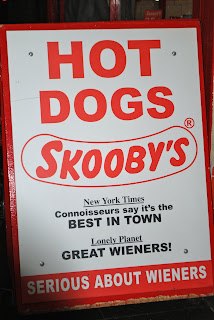 HOT
DOGS
SKOOBY'S®
New York Times
Connoisseurs say it's the
BEST IN TOWN
Lonely Planet
GREAT WIENERS!
SERIOUS ABOUT WIENERS